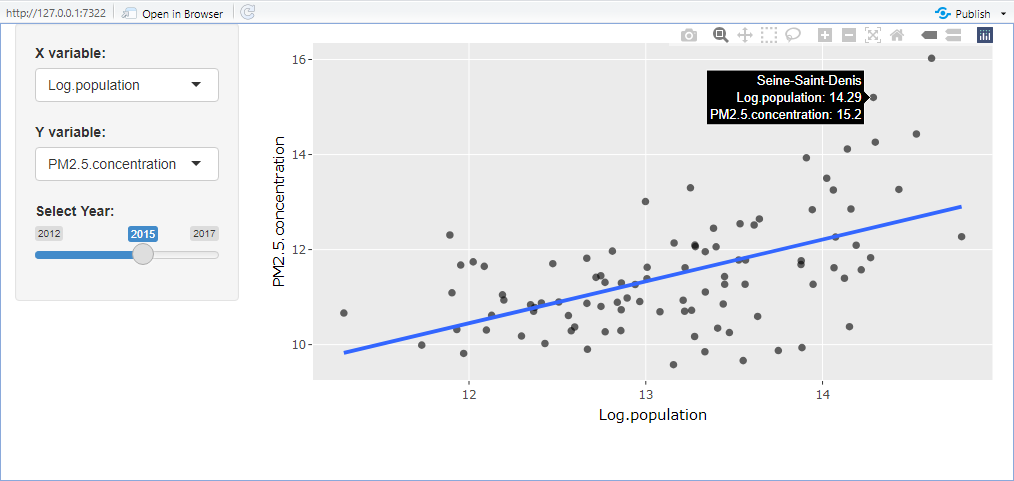 http://127.0.0.1:7322
Open in Browser
Publish
X variable:
Log.population
Y variable:
PM2.5.concentration
Select Year:
2012
2015
2017
PM2.5.concentration
16
14
12
10
Seine-Saint-Denis
Log.population: 14.29
PM2.5.concentration: 15.2
12
13
14
Log.population